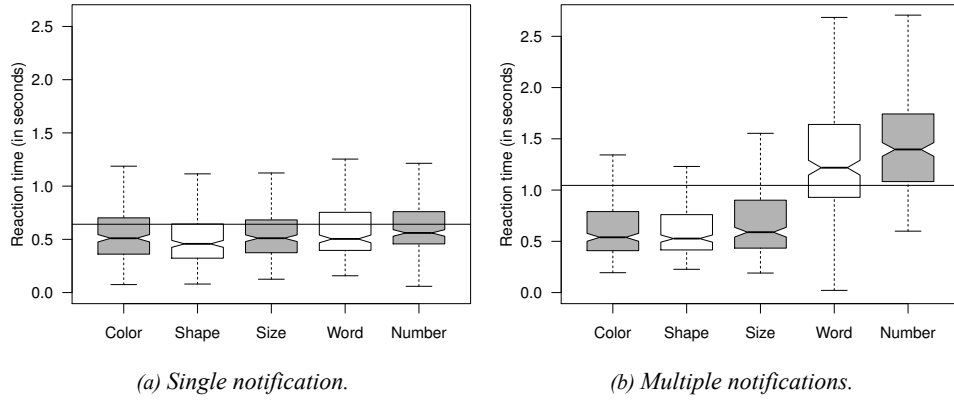 Reaction time (in seconds)
2.5
2.0
1.5
1.0
0.5
0.0
Color Shape Size Word Number
(a) Single notification.
Reaction time (in seconds)
2.5
2.0
1.5
1.0
0.5
0.0
Color Shape Size Word Number
(b) Multiple notifications.